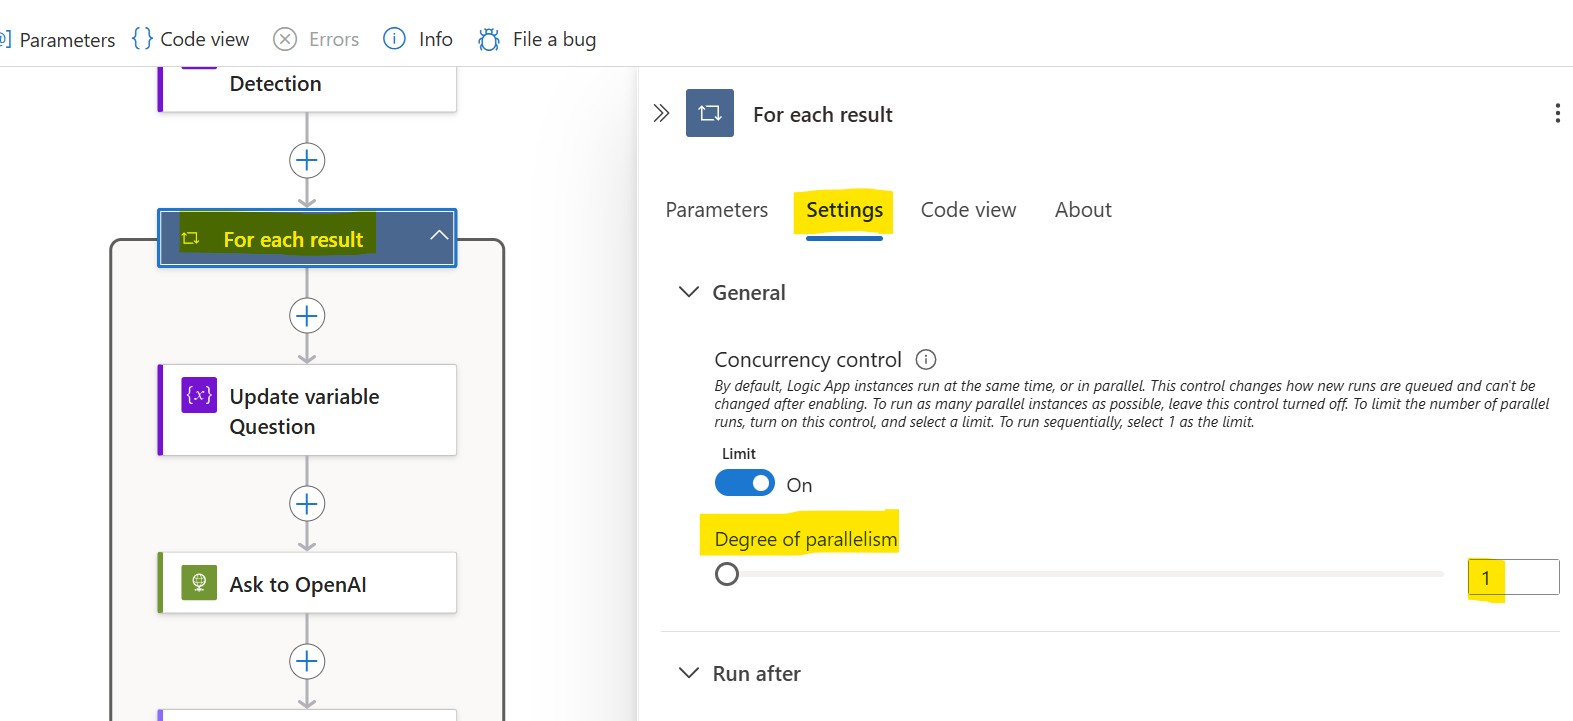 Parameters
Code view
Errors
Info
File a bug
Detection
For each result
{x}
Update variable
Question
Ask to OpenAI
For each result
Parameters
Settings
Code view
About
General
Concurrency control
By default, Logic App instances run at the same time, or in parallel. This control changes how new runs are queued and can't be
changed after enabling. To run as many parallel instances as possible, leave this control turned off. To limit the number of parallel
runs, turn on this control, and select a limit. To run sequentially, select 1 as the limit.
Limit
On
Degree of parallelism
1
Run after